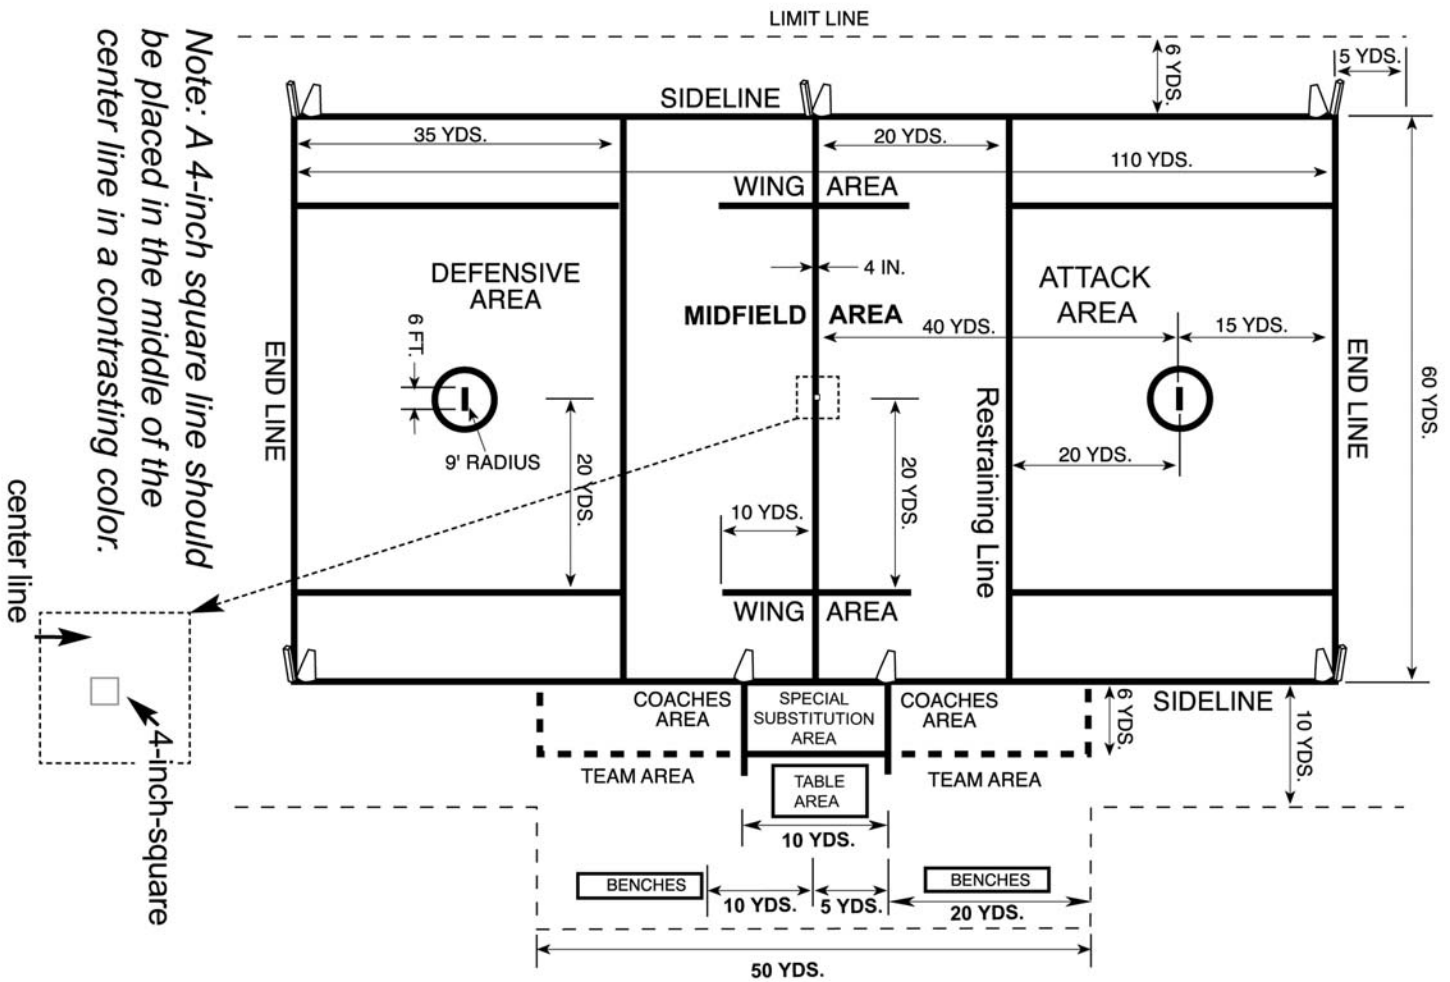 LIMIT LINE
6 YDS.
5 YDS.
SIDELINE
35 YDS.
20 YDS.
110 YDS.
WING AREA
4 IN.
DEFENSIVE
AREA
ATTACK
AREA
MIDFIELD AREA
40 YDS.
15 YDS.
6 FT.
END LINE
END LINE
60 YDS.
Restraining Line
9' RADIUS
20 YDS.
20 YDS.
20 YDS.
10 YDS.
WING AREA
COACHES
AREA
SPECIAL
SUBSTITUTION
AREA
COACHES
AREA
6 YDS.
SIDELINE
10 YDS.
TEAM AREA
TABLE
AREA
TEAM AREA
10 YDS.
BENCHES
BENCHES
10 YDS.
5 YDS.
20 YDS.
50 YDS.
Note: A 4-inch square line should
be placed in the middle of the
center line in a contrasting color.
center line
4-inch-square